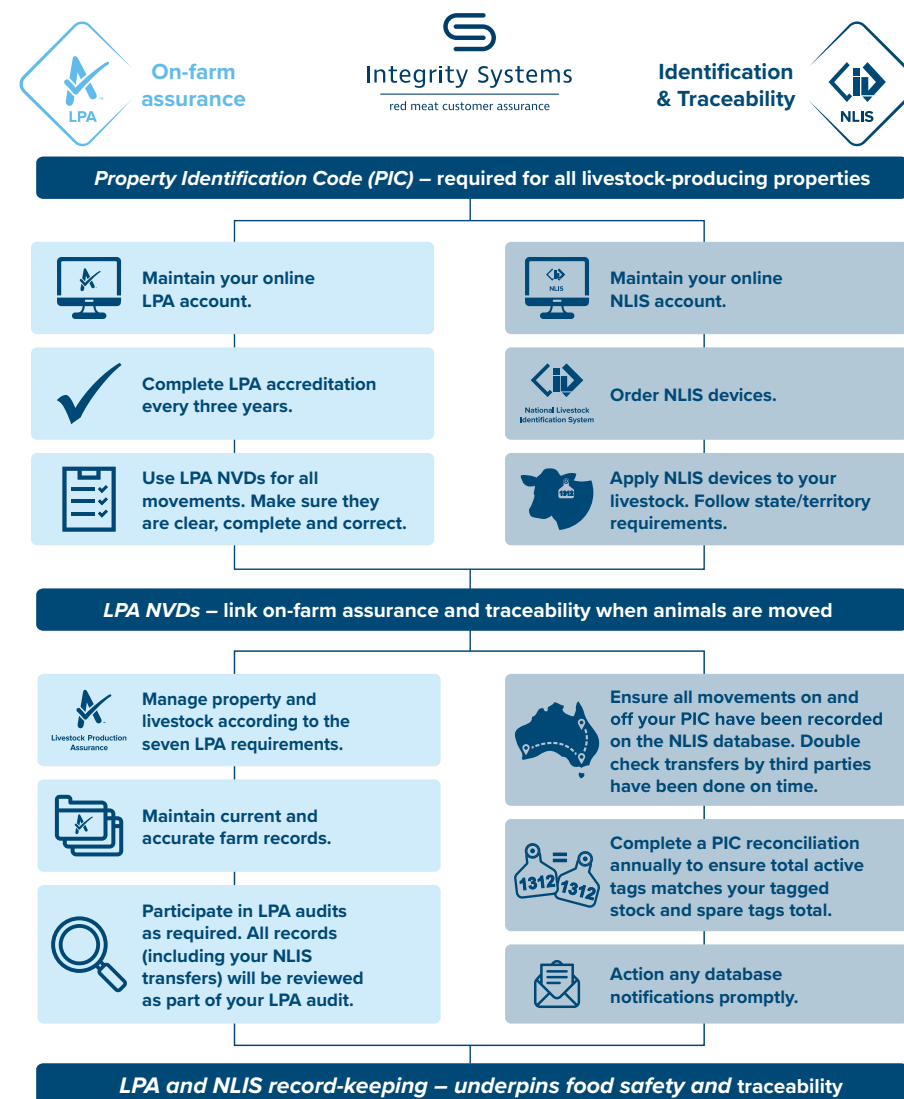 LPA
On-farm
assurance
Integrity Systems
red meat customer assurance
Identification
& Traceability
NLIS
Property Identification Code (PIC) – required for all livestock-producing properties
Maintain your online
LPA account.
Complete LPA accreditation
every three years.
Use LPA NVDs for all
movements. Make sure they
are clear, complete and correct.
NLIS
Maintain your online
NLIS account.
National Livestock
Identification System
Order NLIS devices.
1312
Apply NLIS devices to your
livestock. Follow state/territory
requirements.
LPA NVDs – link on-farm assurance and traceability when animals are moved
Livestock Production
Assurance
Manage property and
livestock according to the
seven LPA requirements.
Maintain current and
accurate farm records.
Participate in LPA audits
as required. All records
(including your NLIS
transfers) will be reviewed
as part of your LPA audit.
Ensure all movements on and
off your PIC have been recorded
on the NLIS database. Double
check transfers by third parties
have been done on time.
1312 = 1312
Complete a PIC reconciliation
annually to ensure total active
tags matches your tagged
stock and spare tags total.
Action any database
notifications promptly.
LPA and NLIS record-keeping – underpins food safety and traceability